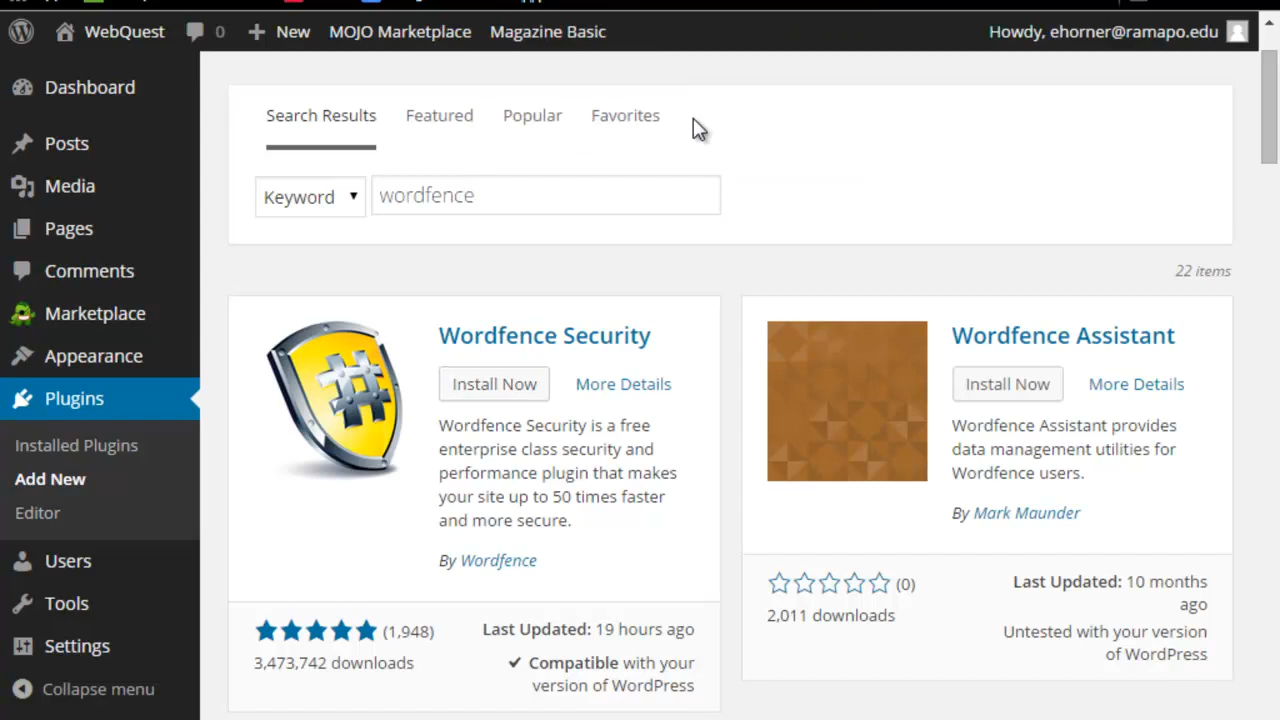 WebQuest
0
New
MOJO Marketplace
Magazine Basic
Howdy, ehorner@ramapo.edu
Dashboard
Posts
Media
Pages
Comments
Marketplace
Appearance
Plugins
Installed Plugins
Add New
Editor
Users
Tools
Settings
Collapse menu
Search Results
Featured
Popular
Favorites
Keyword
wordfence
22 items
Wordfence Security
Install Now
More Details
Wordfence Security is a free
enterprise class security and
performance plugin that makes
your site up to 50 times faster
and more secure.
By Wordfence
(1,948)
3,473,742 downloads
Last Updated: 19 hours ago
Compatible with your
version of WordPress
Wordfence Assistant
Install Now
More Details
Wordfence Assistant provides
data management utilities for
Wordfence users.
By Mark Maunder
(0)
2,011 downloads
Last Updated: 10 months
ago
Untested with your version
of WordPress